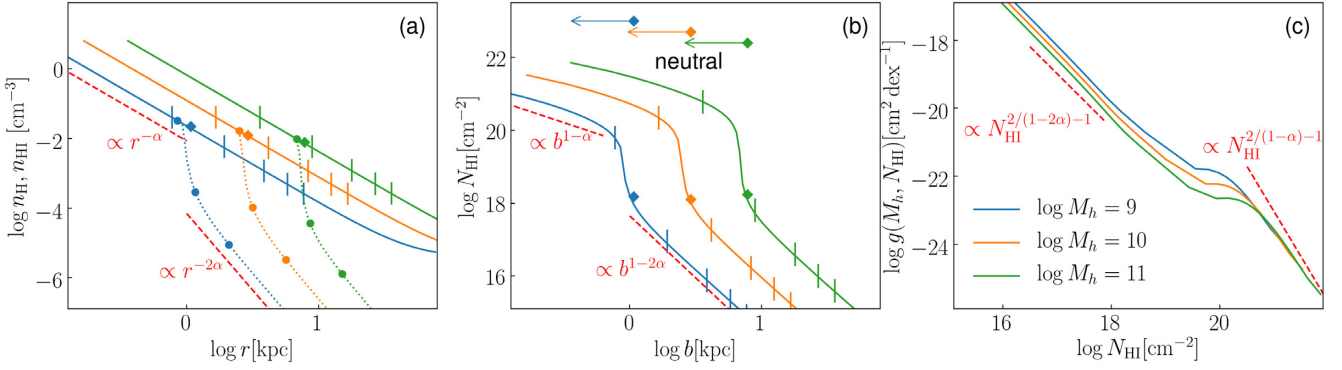 (a)
log n_H, n_HI [cm^{-3}]
0
−2
−4
−6
∝ r^{-α}
∝ r^{-2α}
0
1
log r[kpc]
(b)
neutral
log N_HI[cm^{-2}]
22
20
18
16
∝ b^{1-α}
∝ b^{1-2α}
0
1
log b[kpc]
(c)
log g(M_h, N_HI)[cm^2 dex^{-1}]
−18
−20
−22
−24
∝ N_HI^{2/(1-2α)-1}
∝ N_HI^{2/(1-α)-1}
log M_h = 9
log M_h = 10
log M_h = 11
16
18
20
log N_HI[cm^{-2}]